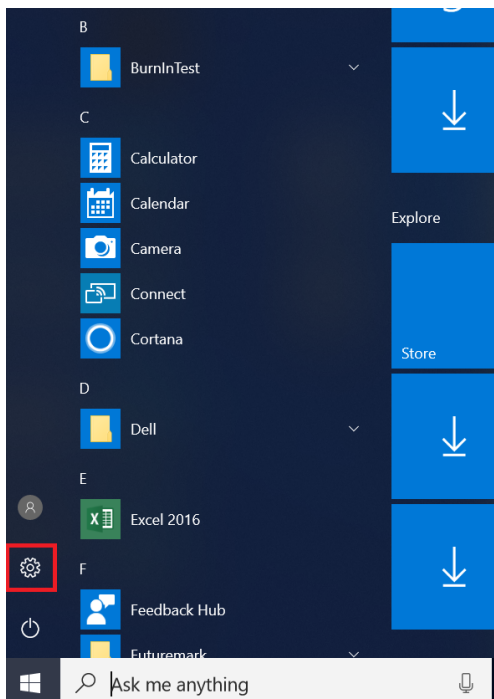 B
BurnInTest
C
Calculator
Calendar
Camera
Connect
Cortana
D
Dell
E
Excel 2016
F
Feedback Hub
Futuremark
Explore
Store
Ask me anything